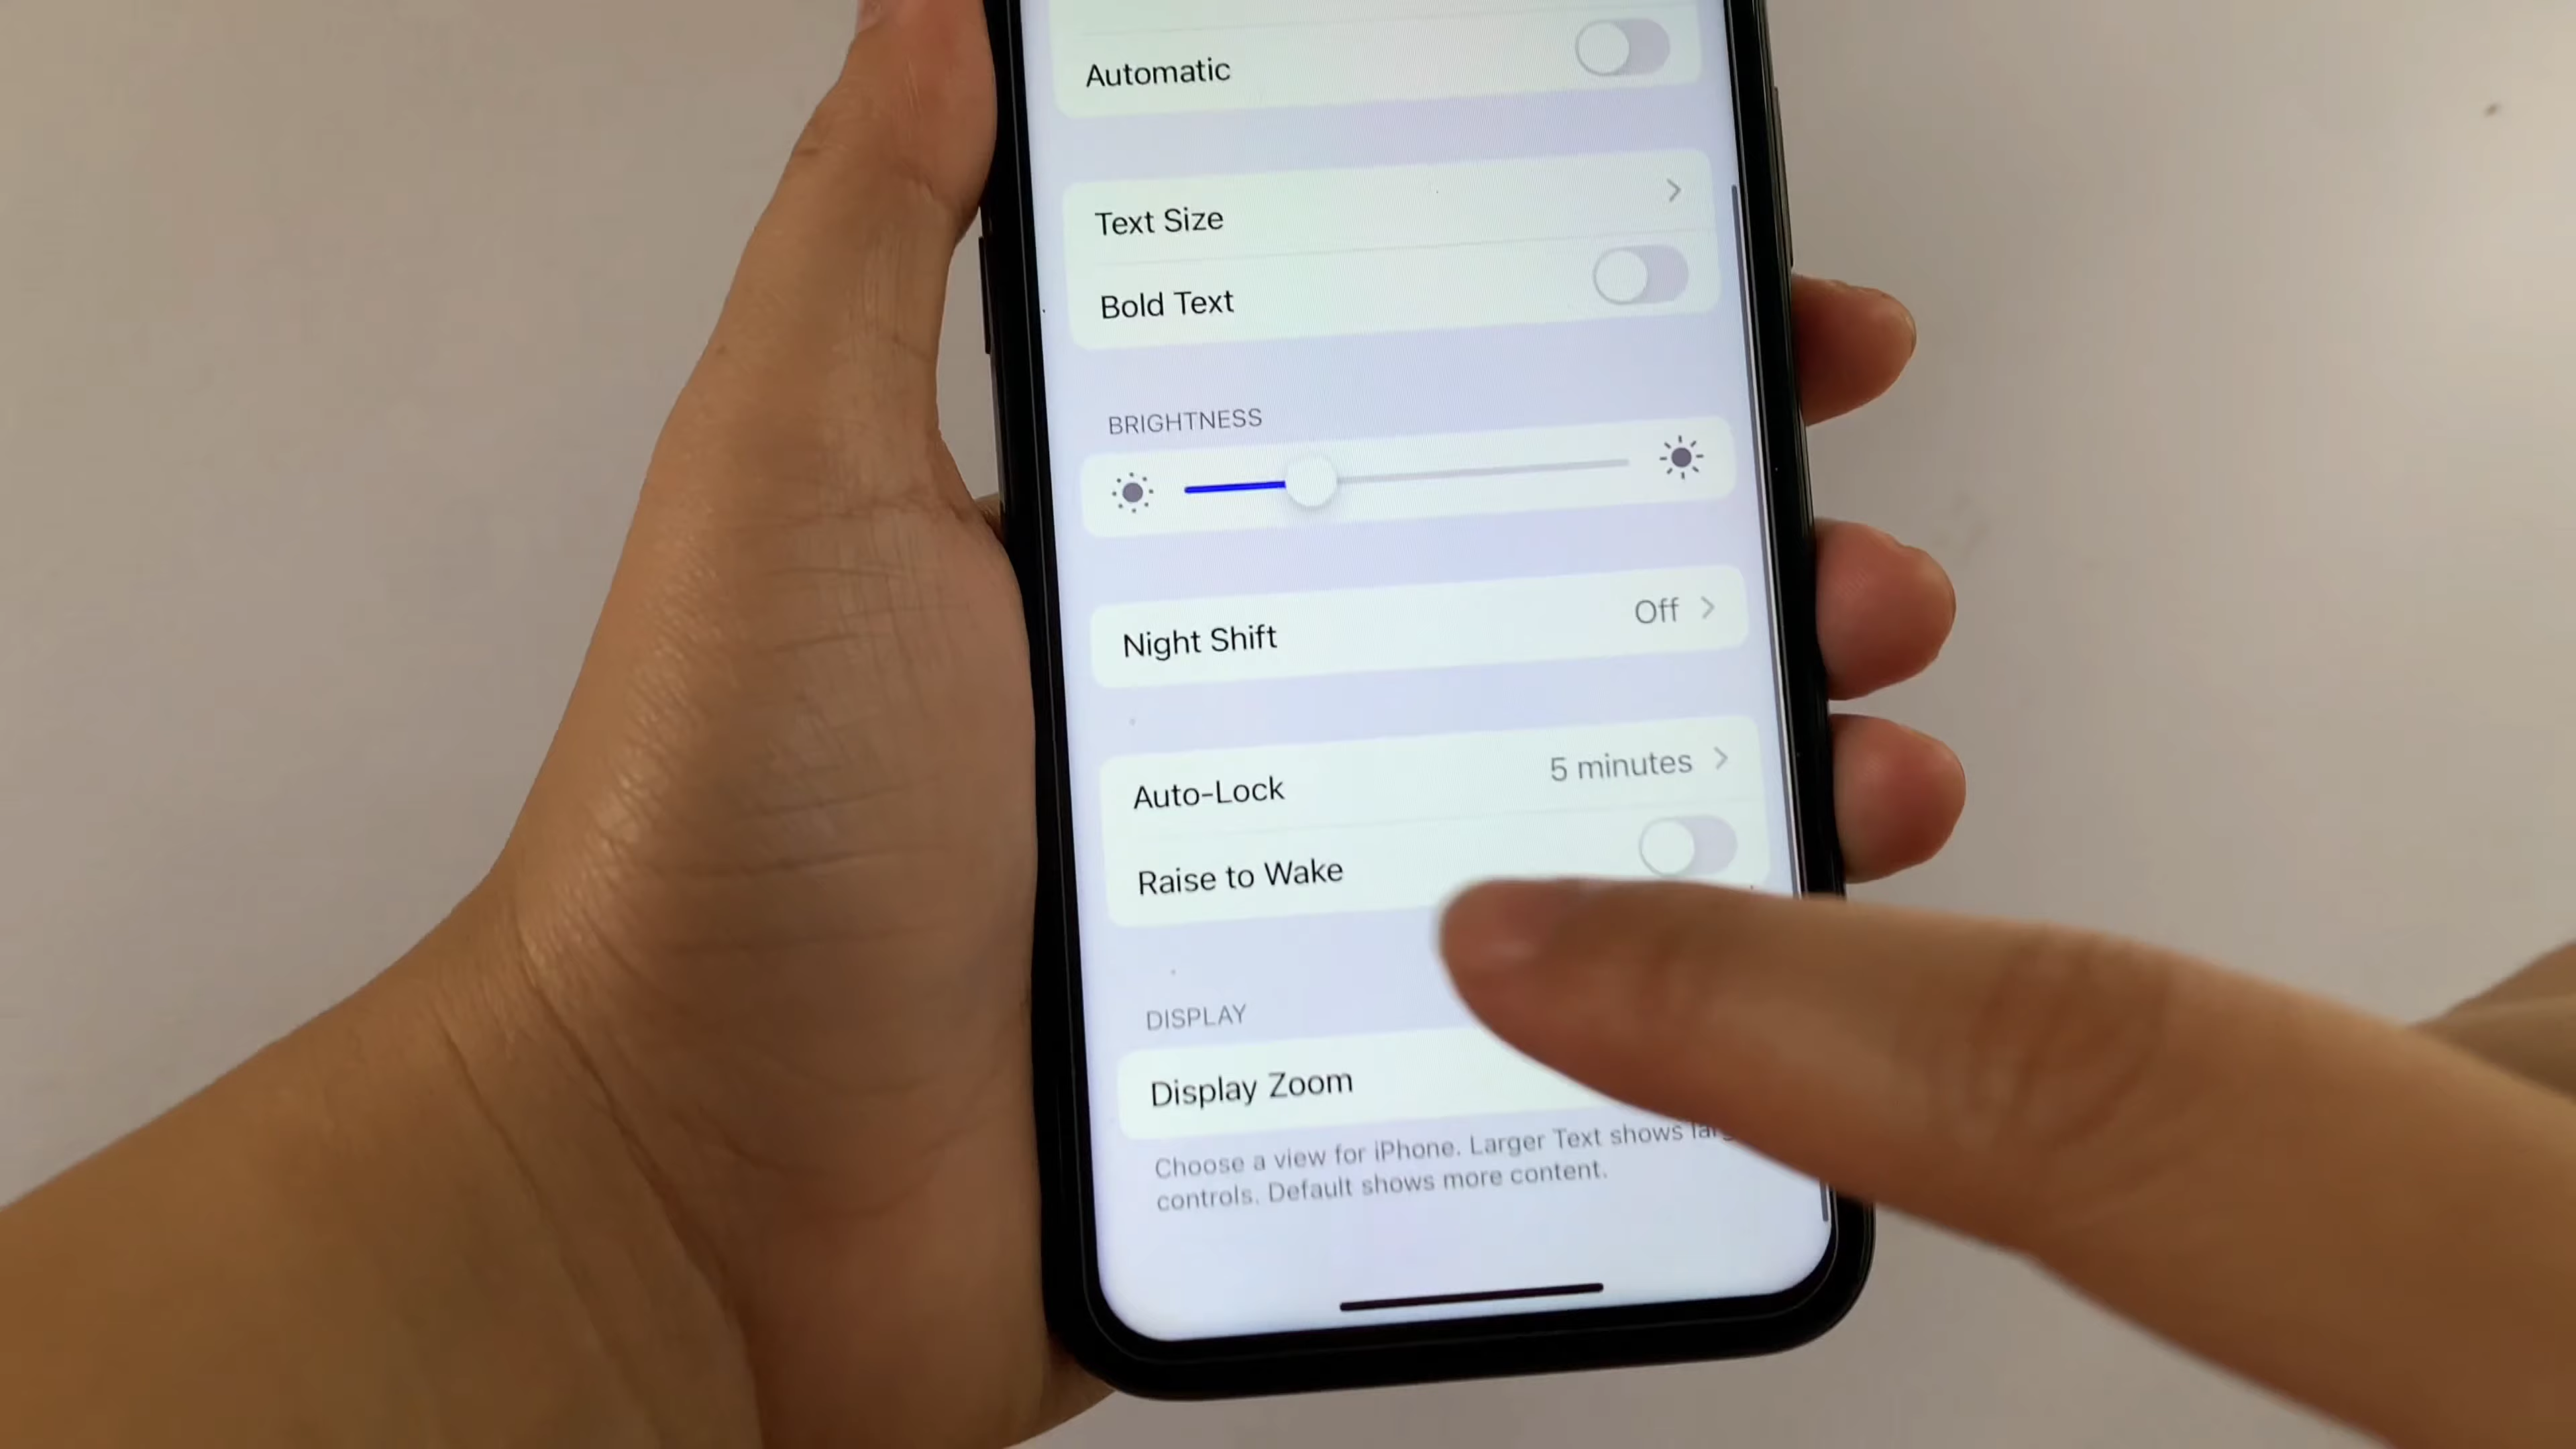 Automatic
Text Size
Bold Text
BRIGHTNESS
Night Shift Off
Auto-Lock 5 minutes
Raise to Wake
DISPLAY
Display Zoom
Choose a view for iPhone. Larger Text shows
controls. Default shows more content.